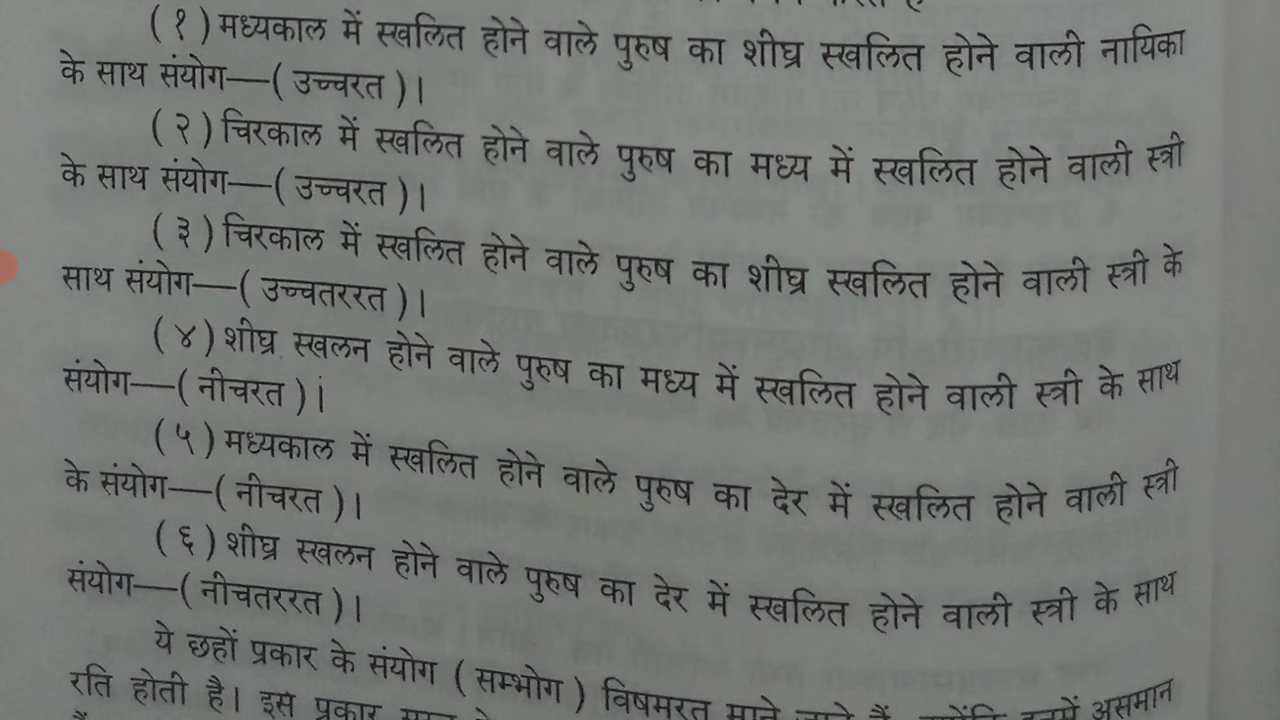 (१) मध्यकाल में स्खलित होने वाले पुरुष का शीघ्र स्खलित होने वाली नायिका
के साथ संयोग—( उच्चरत )।
(२) चिरकाल में स्खलित होने वाले पुरुष का मध्य में स्खलित होने वाली स्त्री
के साथ संयोग—( उच्चरत )।
(३) चिरकाल में स्खलित होने वाले पुरुष का शीघ्र स्खलित होने वाली स्त्री के
साथ संयोग—( उच्चतररत )।
(४) शीघ्र स्खलन होने वाले पुरुष का मध्य में स्खलित होने वाली स्त्री के साथ
संयोग—( नीचरत )।
(५) मध्यकाल में स्खलित होने वाले पुरुष का देर में स्खलित होने वाली स्त्री
के संयोग—( नीचरत )।
(६) शीघ्र स्खलन होने वाले पुरुष का देर में स्खलित होने वाली स्त्री के साथ
संयोग—( नीचतररत )।
ये छहों प्रकार के संयोग ( सम्भोग ) विषमरत माने जाते हैं, असमान
रति होती है। इस प्रकार